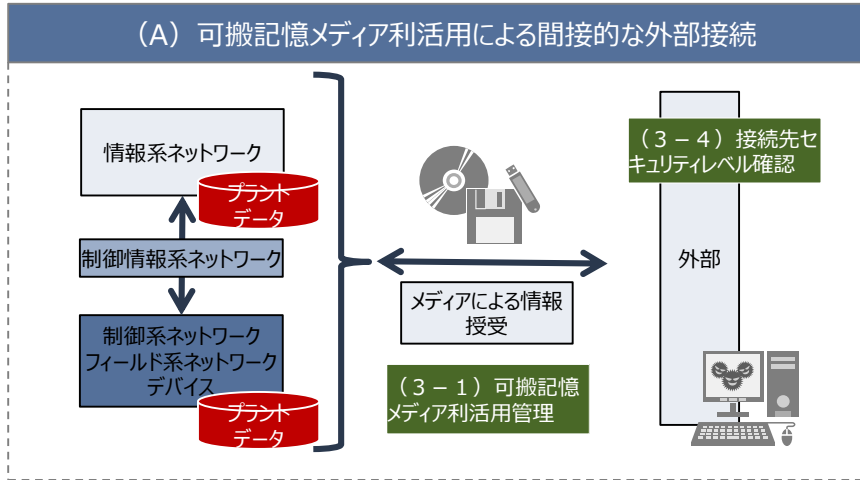 （A）可搬記憶メディア利活用による間接的な外部接続
情報系ネットワーク
プラント
データ
制御情報系ネットワーク
制御系ネットワーク
フィールド系ネットワーク
デバイス
プラント
データ
メディアによる情報
授受
（３－１）可搬記憶
メディア利活用管理
（３－４）接続先セ
キュリティレベル確認
外部